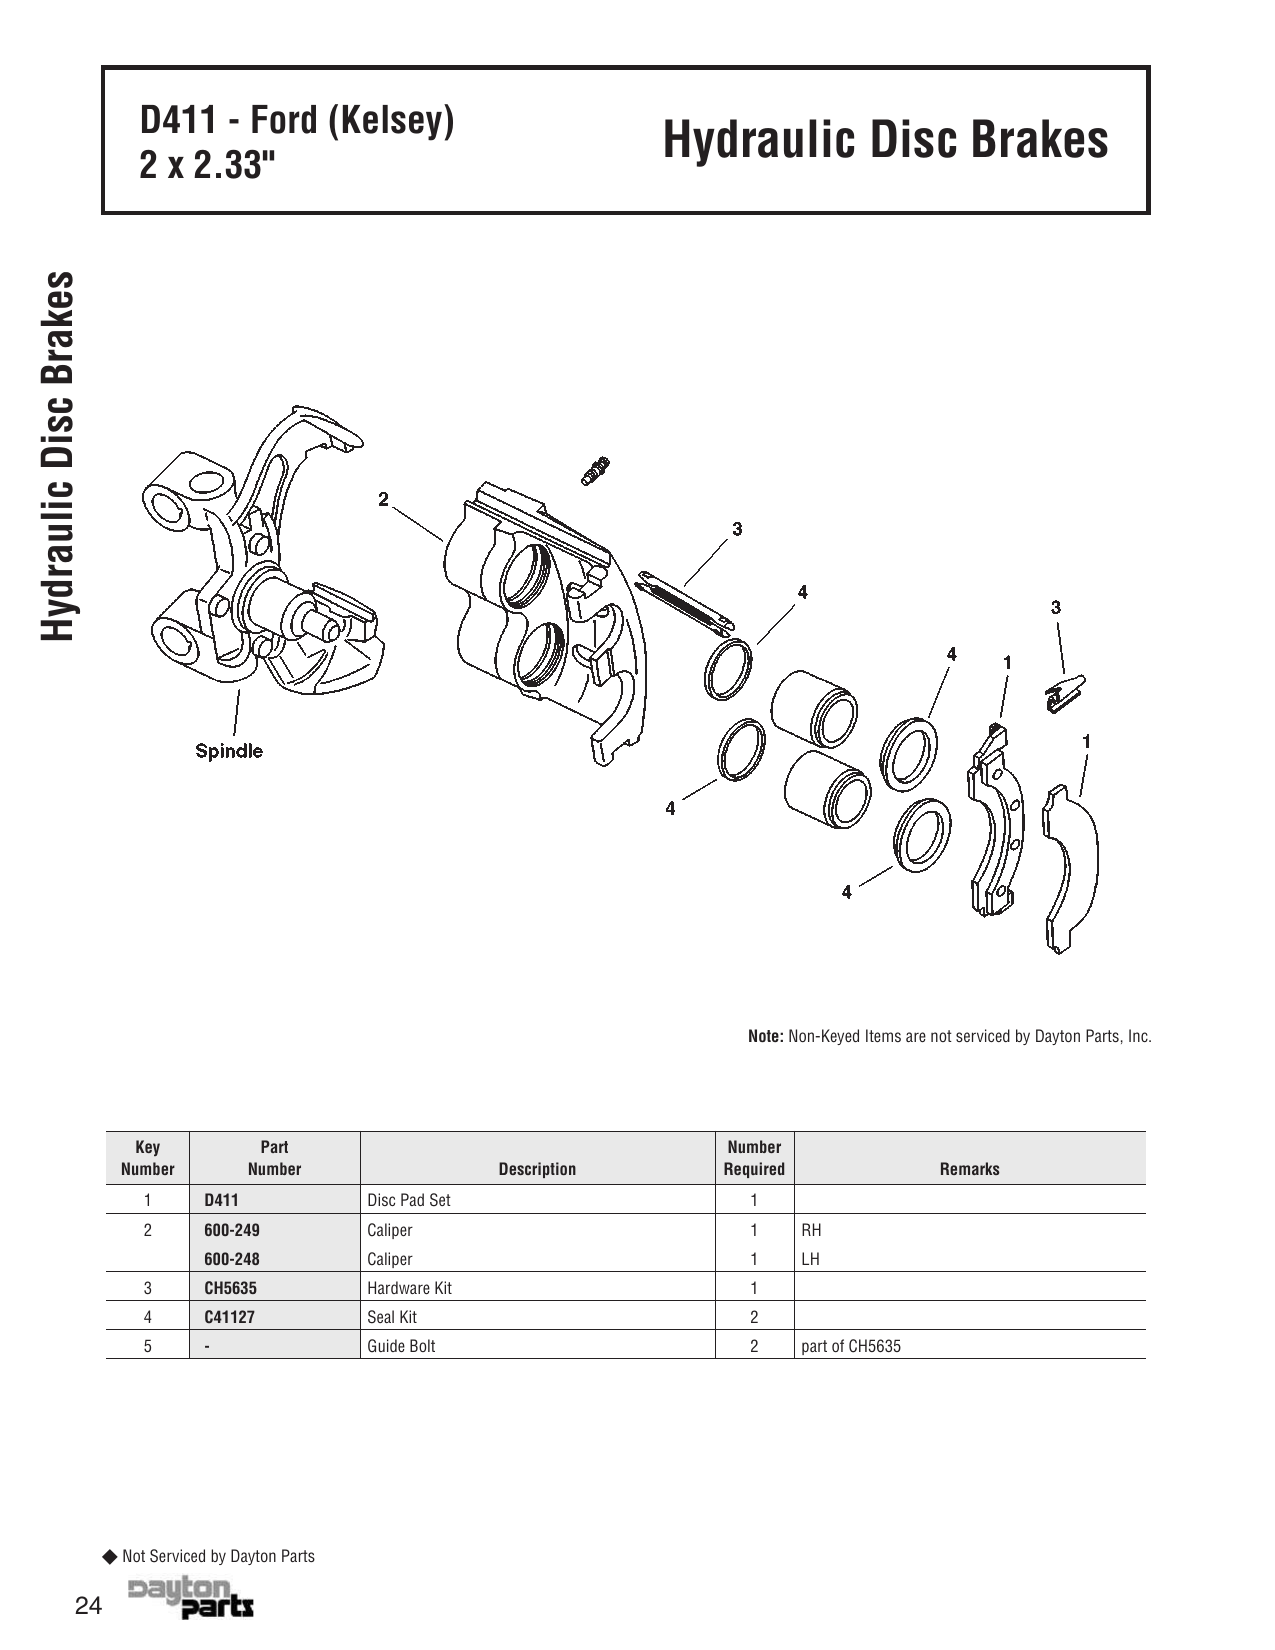 D411 - Ford (Kelsey)
2 x 2.33"
Hydraulic Disc Brakes
Hydraulic Disc Brakes
2
3
4
3
4
1
1
Spindle
4
4
Note: Non-Keyed Items are not serviced by Dayton Parts, Inc.
Key Number Part Number Description Number Required Remarks
1 D411 Disc Pad Set 1
2 600-249 Caliper 1 RH
600-248 Caliper 1 LH
3 CH5635 Hardware Kit 1
4 C41127 Seal Kit 2
5 - Guide Bolt 2 part of CH5635
◆ Not Serviced by Dayton Parts
24
Dayton
parts